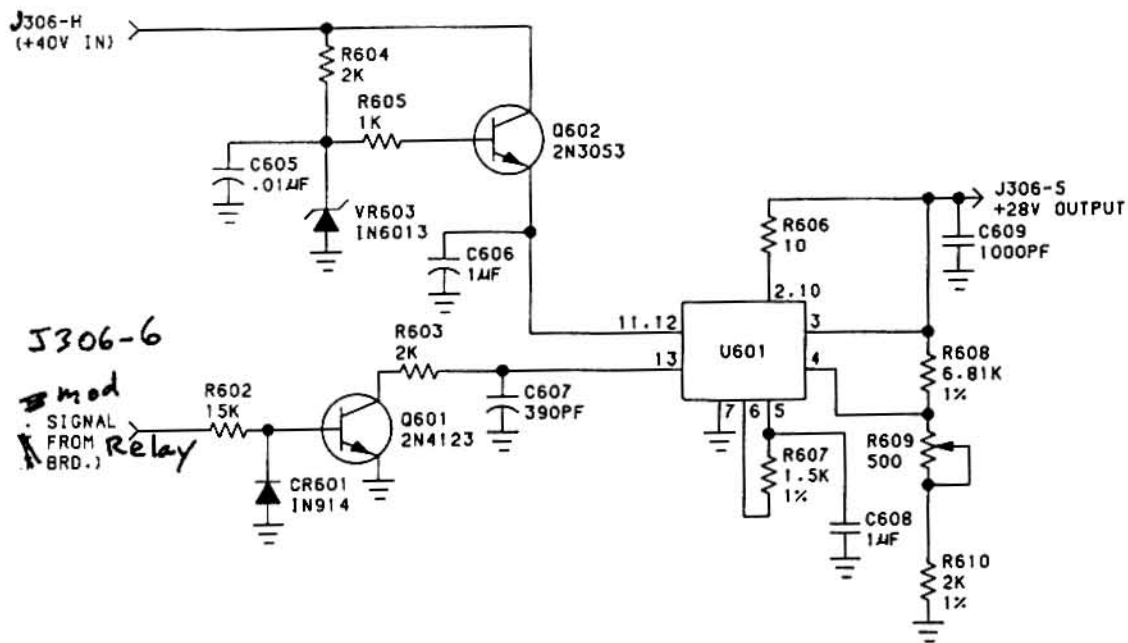 J306-H
(+40V IN)
R604
2K
R605
1K
Q602
2N3053
C605
.01µF
VR603
IN6013
C606
1µF
R606
10
J306-5
+28V OUTPUT
C609
1000PF
2,10
11,12
3
U601
13
4
7
6
5
R608
6.81K
1%
R603
2K
J306-6
mod
SIGNAL
FROM Relay
BRD.)
R602
15K
C607
390PF
Q601
2N4123
CR601
IN914
R607
1.5K
1%
R609
500
C608
1µF
R610
2K
1%